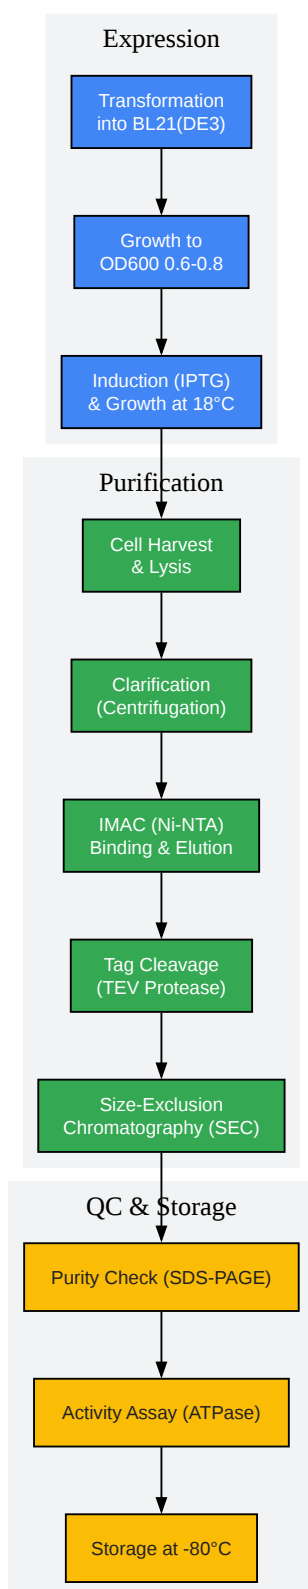 Expression
Transformation
into BL21(DE3)
Growth to
OD600 0.6-0.8
Induction (IPTG)
& Growth at 18°C
Purification
Cell Harvest
& Lysis
Clarification
(Centrifugation)
IMAC (Ni-NTA)
Binding & Elution
Tag Cleavage
(TEV Protease)
Size-Exclusion
Chromatography (SEC)
QC & Storage
Purity Check (SDS-PAGE)
Activity Assay (ATPase)
Storage at -80°C